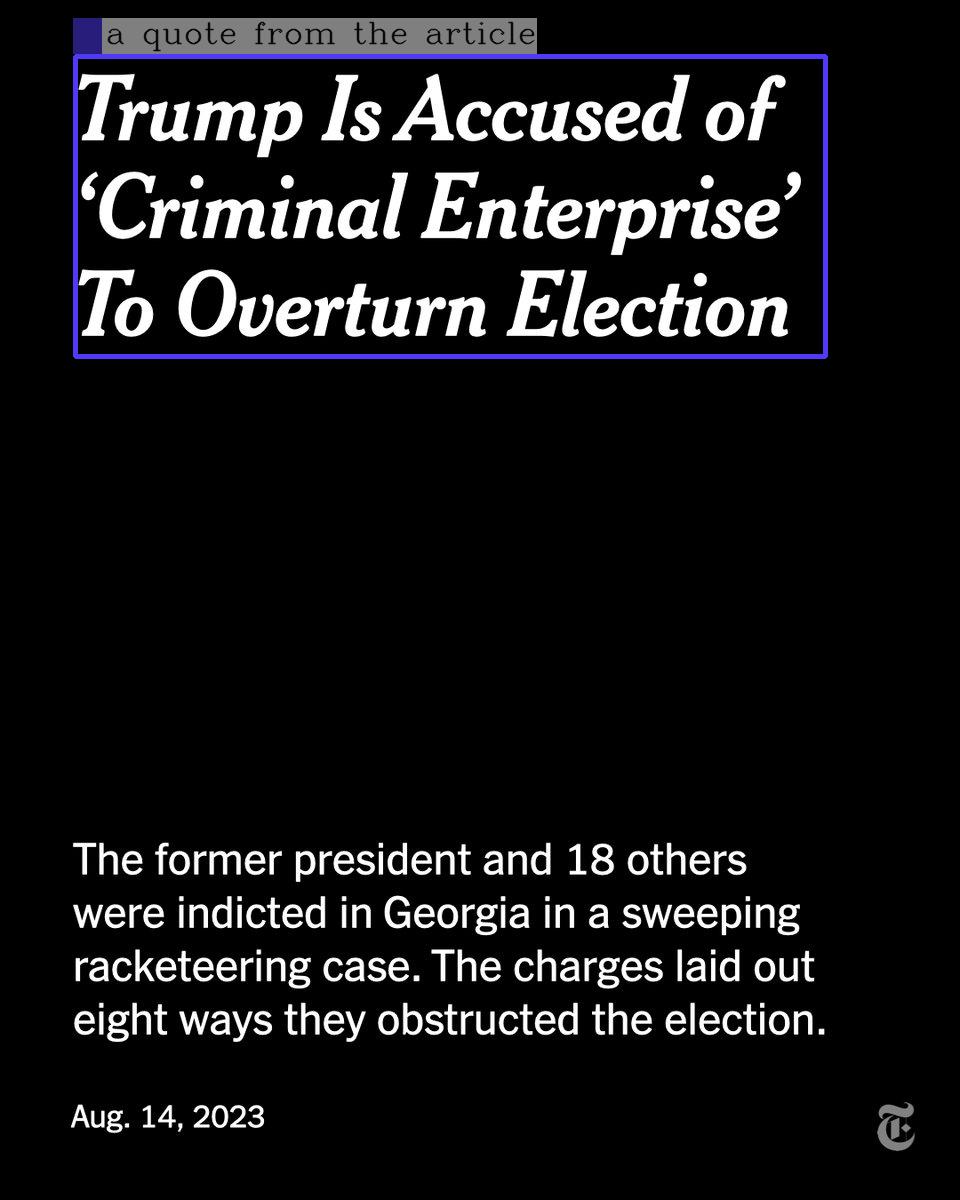 a quote from the article
Trump Is Accused of
‘Criminal Enterprise’
To Overturn Election
The former president and 18 others
were indicted in Georgia in a sweeping
racketeering case. The charges laid out
eight ways they obstructed the election.
Aug. 14, 2023
T